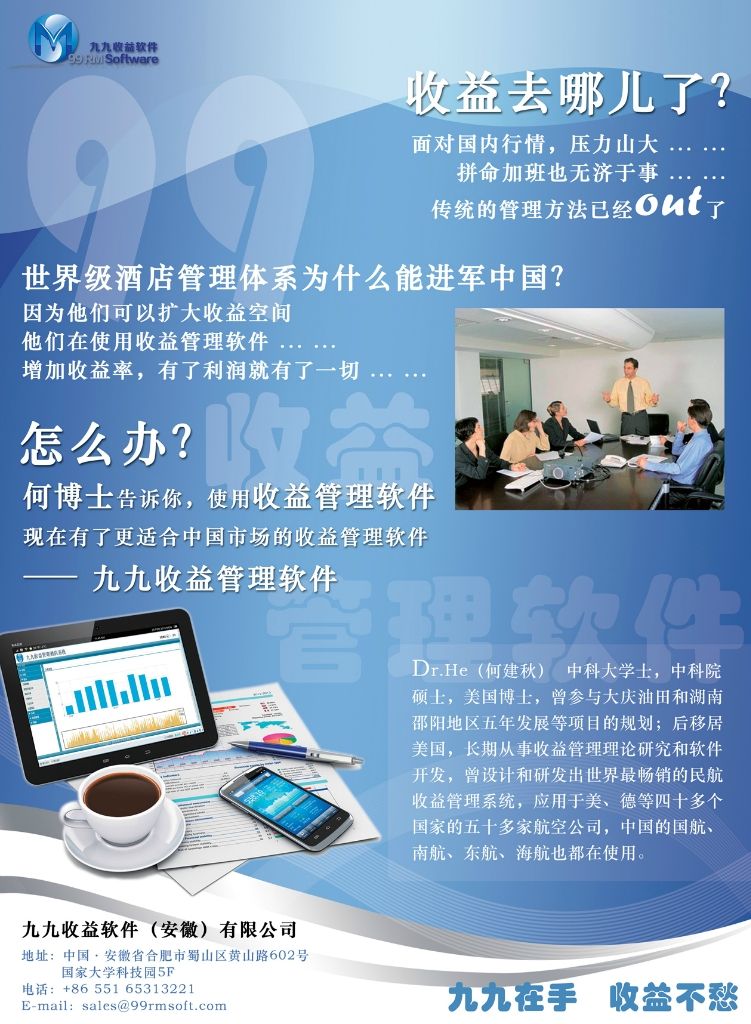 九九收益软件
99 RM Software
99
收益去哪儿了?
面对国内行情，压力山大 ... ...
拼命加班也无济于事 ... ...
传统的管理方法已经out了
世界级酒店管理体系为什么能进军中国?
因为他们可以扩大收益空间
他们在使用收益管理软件 ... ...
增加收益率，有了利润就有了一切 ... ...
收益
怎么办?
何博士告诉你，使用收益管理软件
现在有了更适合中国市场的收益管理软件
—— 九九收益管理软件
管理软件
Dr.He（何建秋） 中科大学士，中科院
硕士，美国博士，曾参与大庆油田和湖南
邵阳地区五年发展等项目的规划；后移居
美国，长期从事收益管理理论研究和软件
开发，曾设计和研发出世界最畅销的民航
收益管理系统，应用于美、德等四十多个
国家的五十多家航空公司，中国的国航、
南航、东航、海航也都在使用。
九九收益软件（安徽）有限公司
地址：中国·安徽省合肥市蜀山区黄山路602号
国家大学科技园5F
电话：+86 551 65313221
E-mail: sales@99rmsoft.com
九九在手 收益不愁